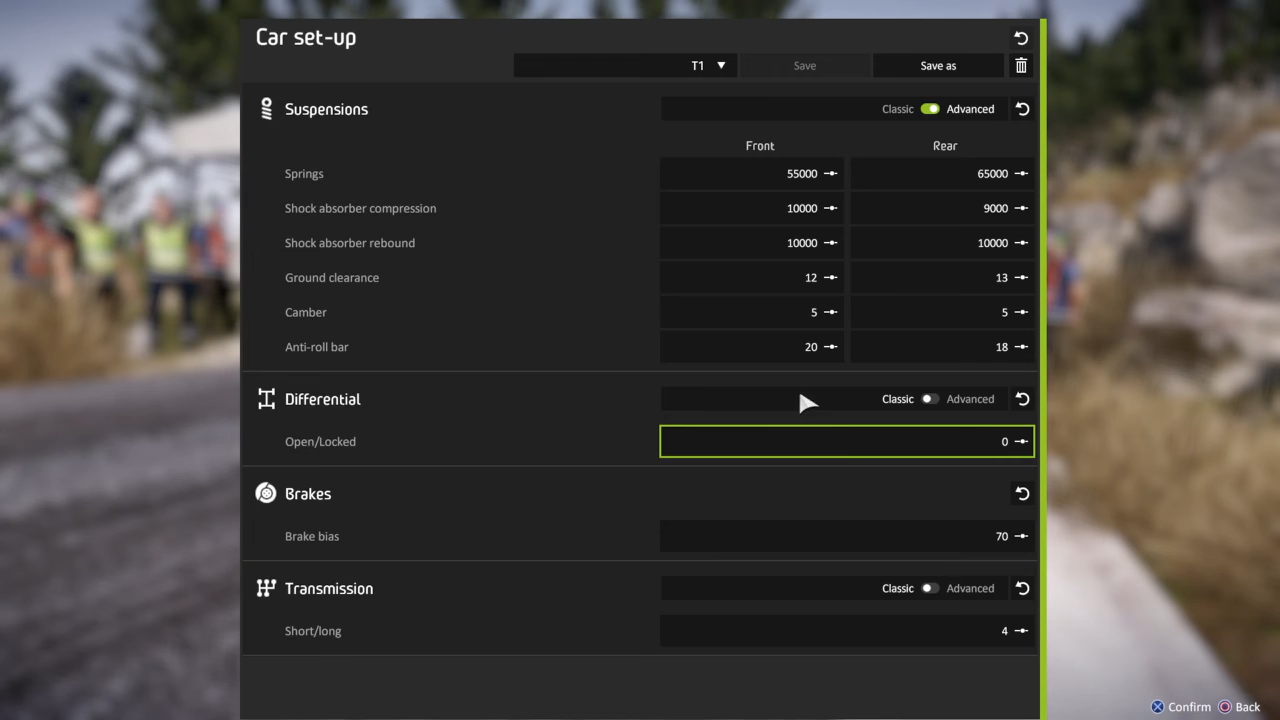 Car set-up
T1 Save Save as
Suspensions Classic Advanced
Front Rear
Springs 55000 65000
Shock absorber compression 10000 9000
Shock absorber rebound 10000 10000
Ground clearance 12 13
Camber 5 5
Anti-roll bar 20 18
Differential Classic Advanced
Open/Locked 0
Brakes
Brake bias 70
Transmission Classic Advanced
Short/long 4
Confirm Back